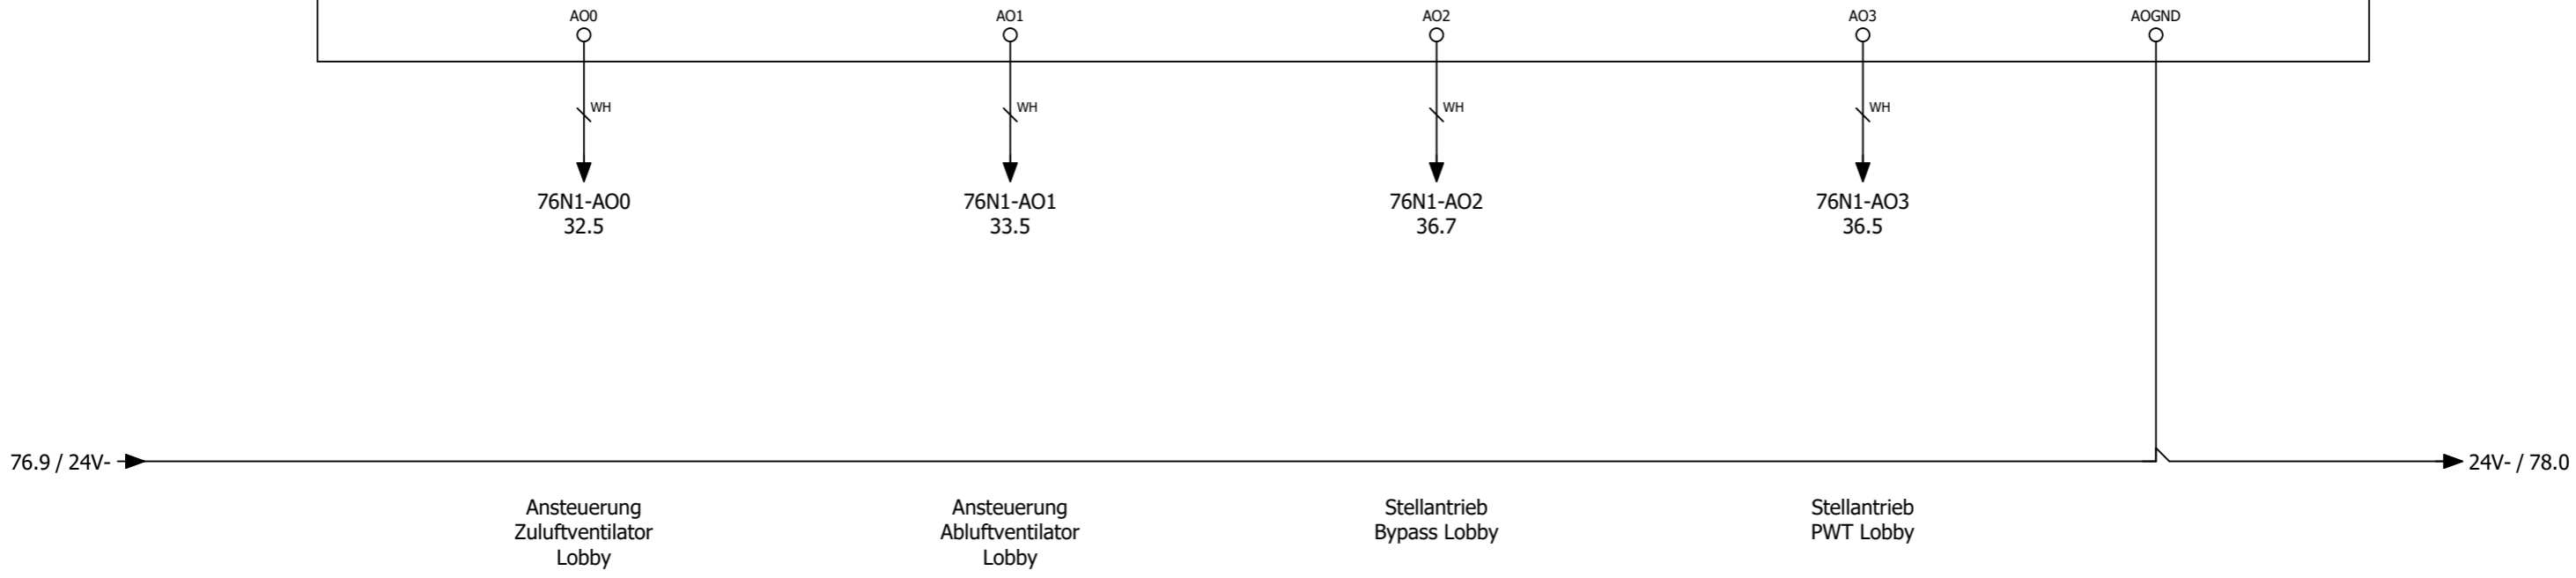 AO0
AO1
AO2
AO3
AOGND
WH
WH
WH
WH
76N1-AO0
32.5
76N1-AO1
33.5
76N1-AO2
36.7
76N1-AO3
36.5
76.9 / 24V-
24V- / 78.0
Ansteuerung
Zuluftventilator
Lobby
Ansteuerung
Abluftventilator
Lobby
Stellantrieb
Bypass Lobby
Stellantrieb
PWT Lobby